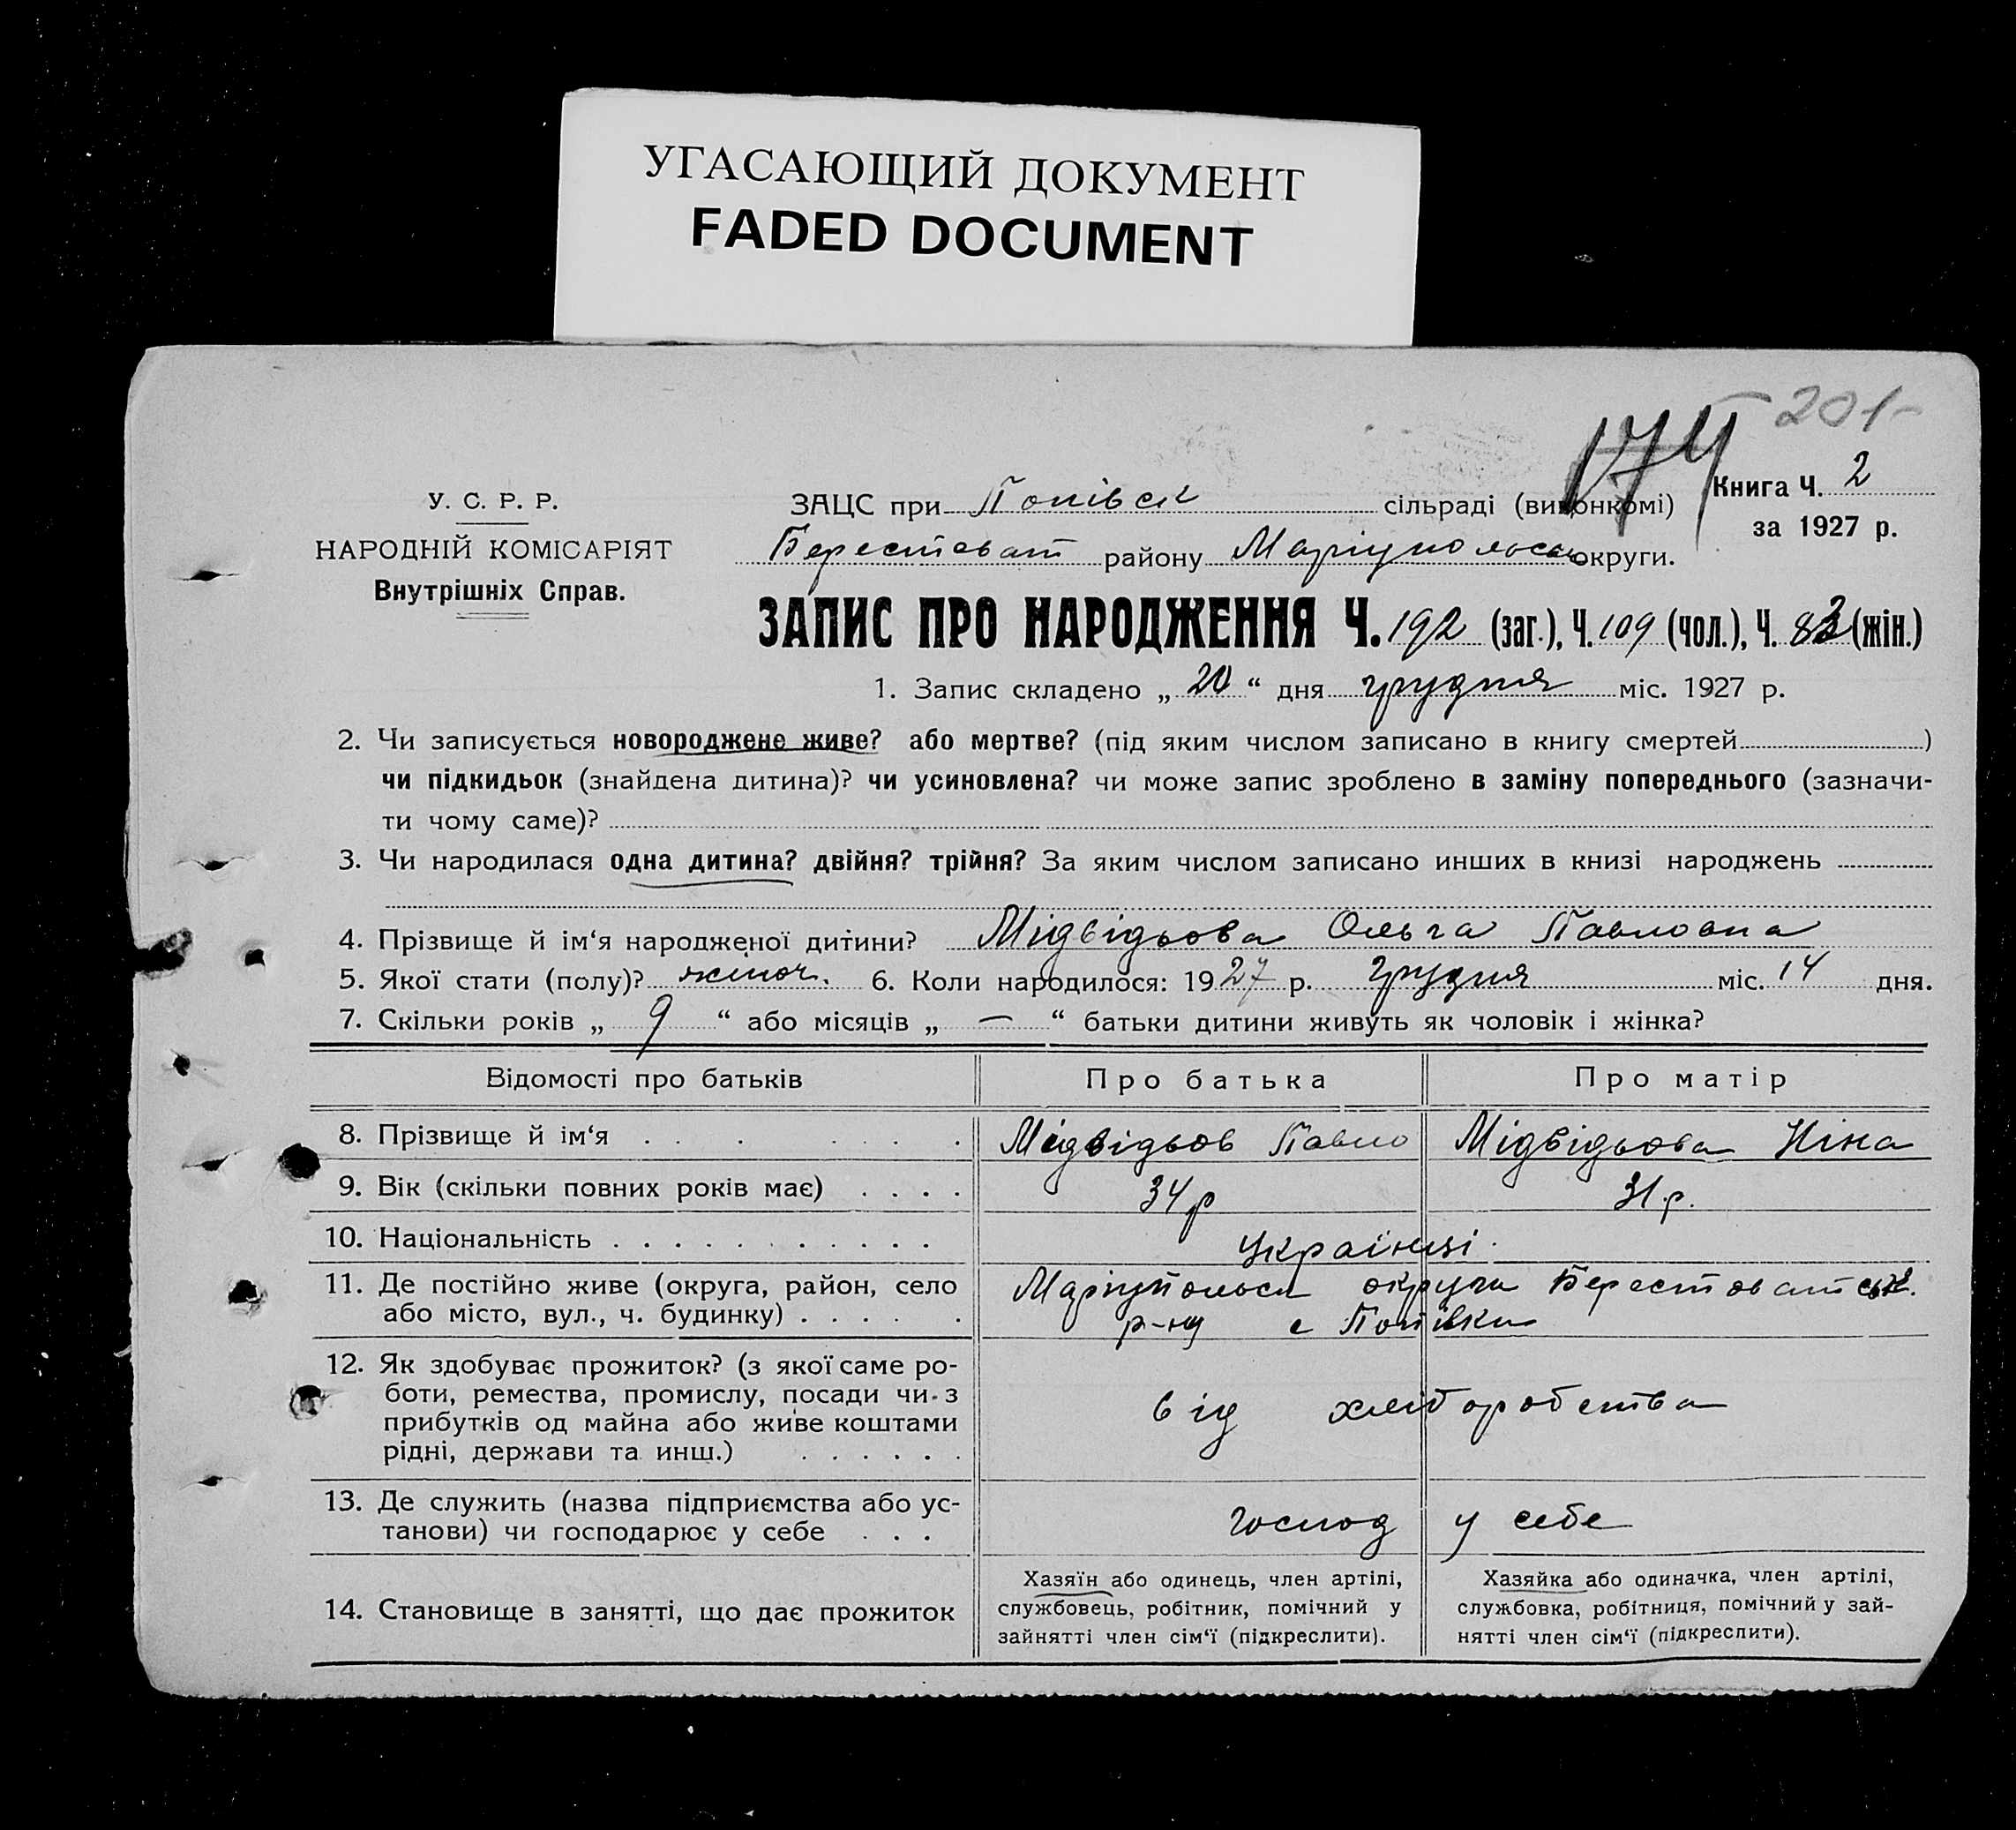 УГАСАЮЩИЙ ДОКУМЕНТ
FADED DOCUMENT
201-
174
Книга Ч. 2
за 1927 р.
У. С. Р. Р.
НАРОДНІЙ КОМІСАРІЯТ
Внутрішніх Справ.
ЗАЦС при Попівск сільраді (виконкомі)
Берестоват району Маріупольськ округи.
ЗАПИС ПРО НАРОДЖЕННЯ Ч. 192 (заг.), Ч. 109 (чол.), Ч. 83 (жін.)
1. Запис складено „ 20 “ дня грудня міс. 1927 р.
2. Чи записується новороджене живе? або мертве? (під яким числом записано в книгу смертей )
чи підкидьок (знайдена дитина)? чи усиновлена? чи може запис зроблено в заміну попереднього (зазначи-
ти чому саме)?
3. Чи народилася одна дитина? двійня? трійня? За яким числом записано инших в книзі народжень
4. Прізвище й ім‘я народженої дитини? Мідвідьова Ольга Павловна
5. Якої стати (полу)? жіноч. 6. Коли народилося: 1927 р. грудня міс. 14 дня.
7. Скільки років „ 9 “ або місяців „ — “ батьки дитини живуть як чоловік і жінка?
Відомості про батьків Про батька Про матір
8. Прізвище й ім‘я . . . . . . . Мідвідьов Павло Мідвідьова Ніна
9. Вік (скільки повних років має) . . . . 34р 31р.
10. Національність . . . . . . . . . . . . українці.
11. Де постійно живе (округа, район, село Маріупольск округи Берестоватськ.
або місто, вул., ч. будинку) . . . . . . р-ну с Попівки
12. Як здобуває прожиток? (з якої саме ро-
боти, ремества, промислу, посади чи з
прибутків од майна або живе коштами від хліборобства
рідні, держави та инш.) . . . . . .
13. Де служить (назва підприємства або ус-
танови) чи господарює у себе . . . господ у себе
14. Становище в занятті, що дає прожиток
Хазяїн або одинець, член артілі,
службовець, робітник, помічний у
зайнятті член сім‘ї (підкреслити).
Хазяйка або одиначка, член артілі,
службовка, робітниця, помічний у зай-
нятті член сім‘ї (підкреслити).